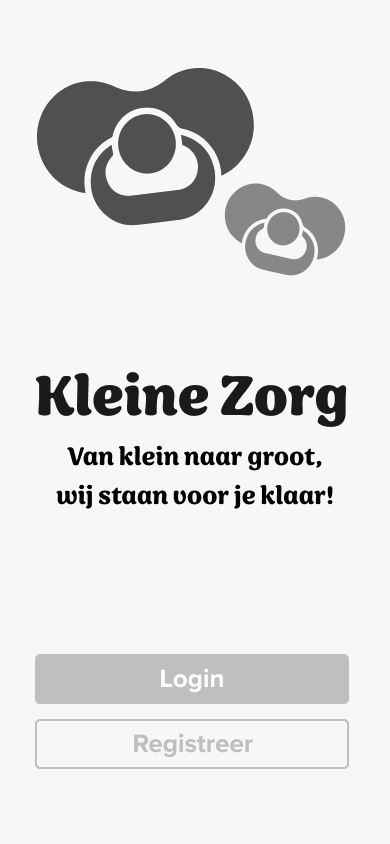 Kleine Zorg
Van klein naar groot,
wij staan voor je klaar!
Login
Registreer